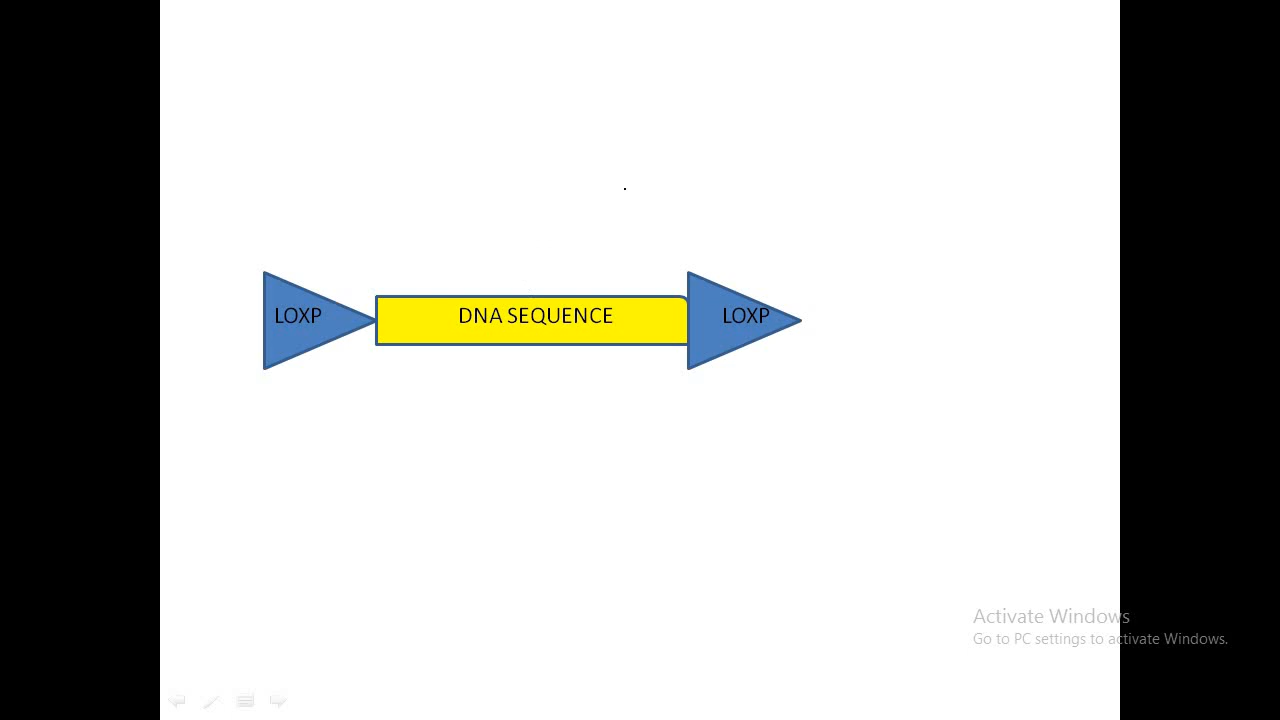 LOXP
DNA SEQUENCE
LOXP
Activate Windows
Go to PC settings to activate Windows.